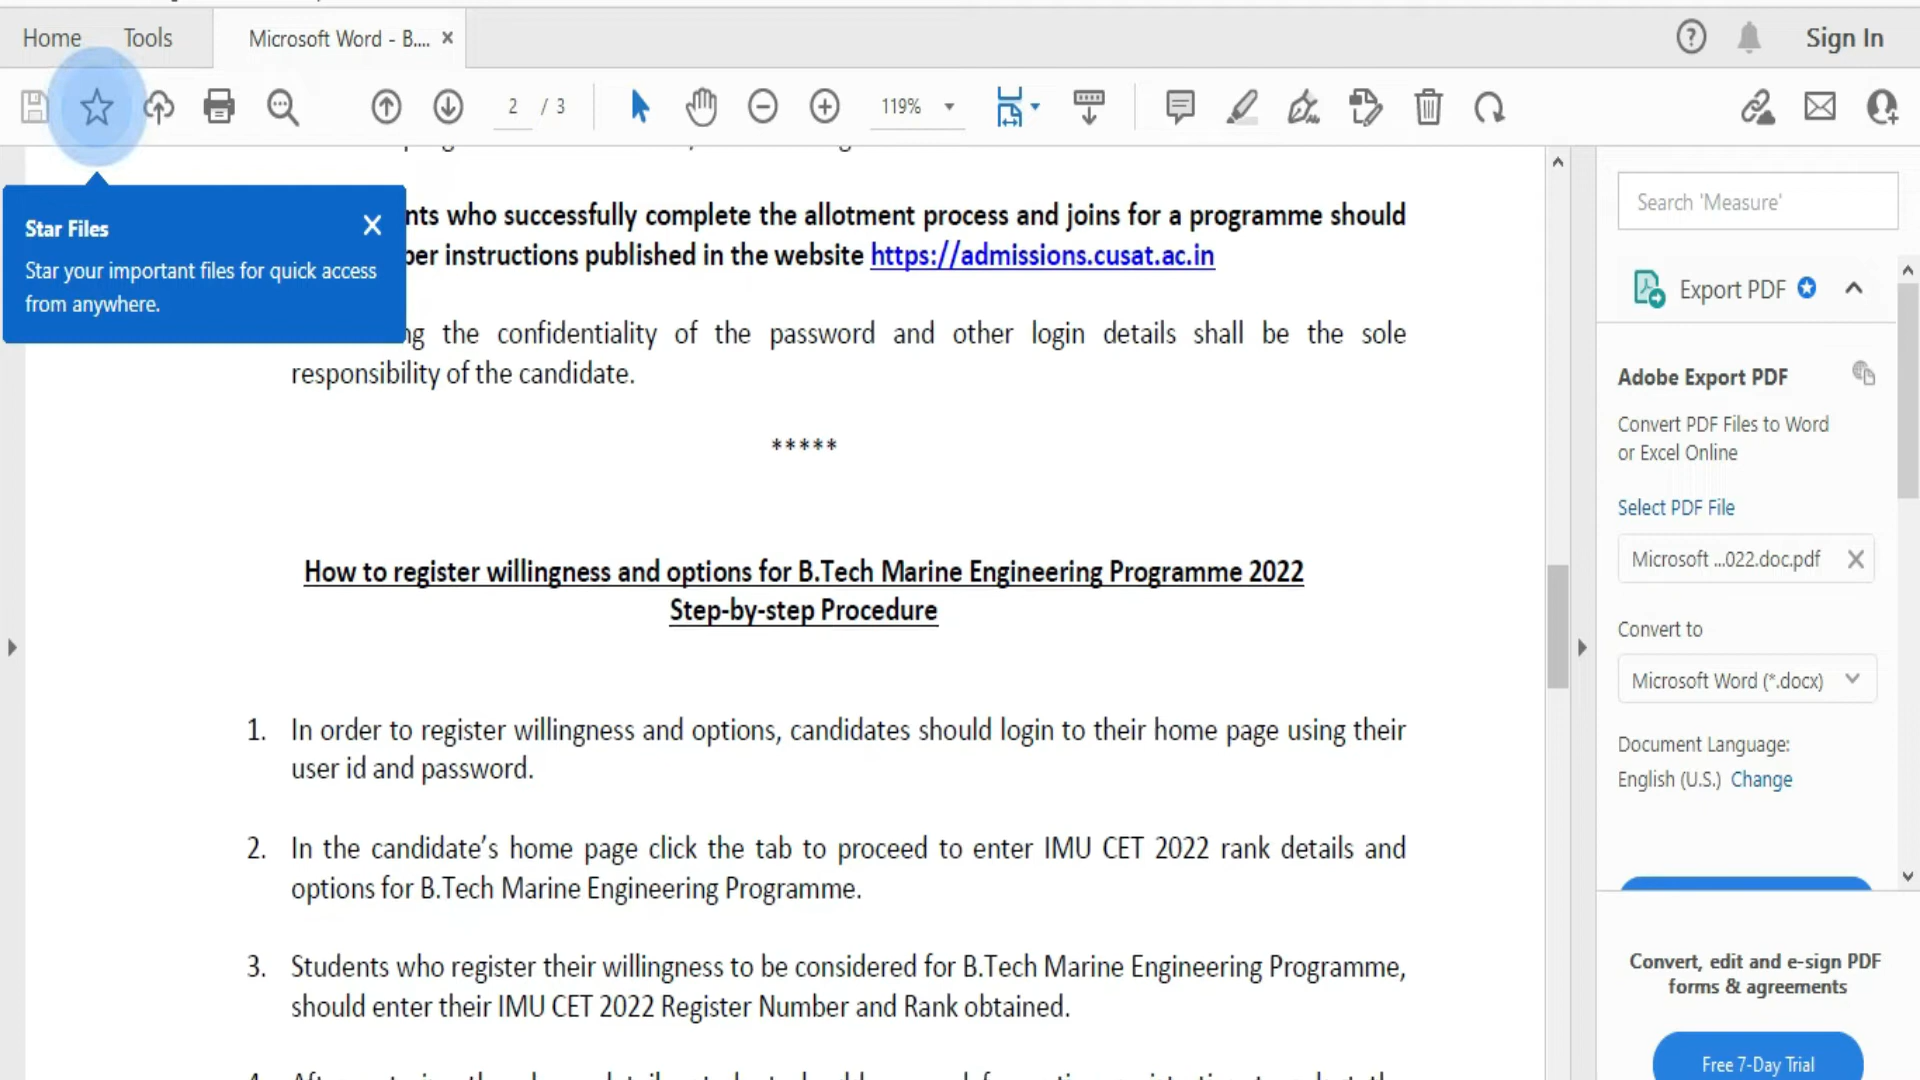 Home
Tools
Microsoft Word - B....
Sign In
2 / 3
119%
Star Files
Star your important files for quick access
from anywhere.
nts who successfully complete the allotment process and joins for a programme should
per instructions published in the website https://admissions.cusat.ac.in
ng the confidentiality of the password and other login details shall be the sole
responsibility of the candidate.
*****
How to register willingness and options for B.Tech Marine Engineering Programme 2022
Step-by-step Procedure
1. In order to register willingness and options, candidates should login to their home page using their
user id and password.
2. In the candidate’s home page click the tab to proceed to enter IMU CET 2022 rank details and
options for B.Tech Marine Engineering Programme.
3. Students who register their willingness to be considered for B.Tech Marine Engineering Programme,
should enter their IMU CET 2022 Register Number and Rank obtained.
Search 'Measure'
Export PDF
Adobe Export PDF
Convert PDF Files to Word
or Excel Online
Select PDF File
Microsoft ...022.doc.pdf
Convert to
Microsoft Word (*.docx)
Document Language:
English (U.S.) Change
Convert, edit and e-sign PDF
forms & agreements
Free 7-Day Trial